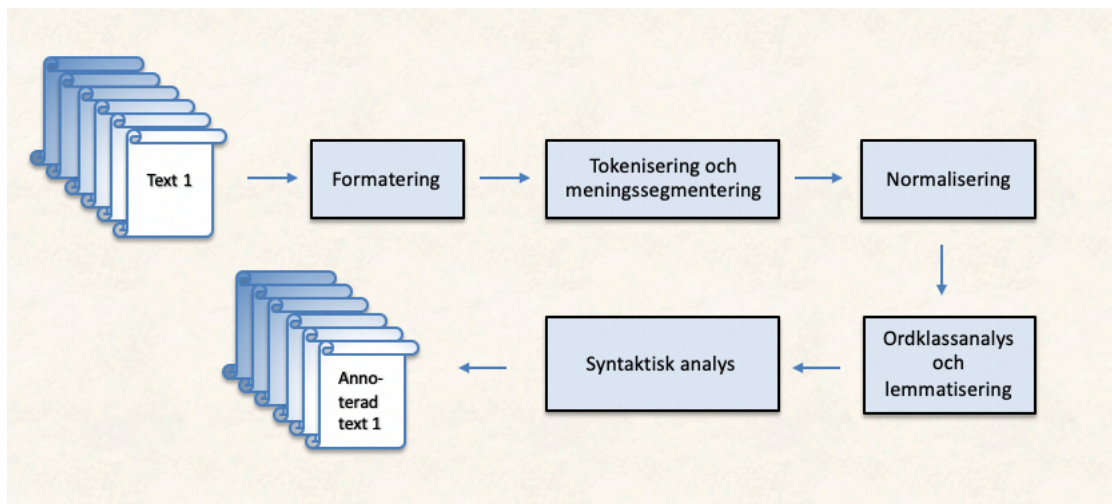 Text 1
Formatering
Tokenisering och
meningssegmentering
Normalisering
Ordklassanalys
och
lemmatisering
Syntaktisk analys
Anno-
terad
text 1